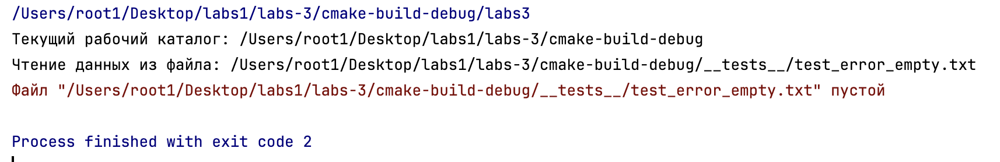 /Users/root1/Desktop/labs1/labs-3/cmake-build-debug/labs3
Текущий рабочий каталог: /Users/root1/Desktop/labs1/labs-3/cmake-build-debug
Чтение данных из файла: /Users/root1/Desktop/labs1/labs-3/cmake-build-debug/__tests__/test_error_empty.txt
Файл "/Users/root1/Desktop/labs1/labs-3/cmake-build-debug/__tests__/test_error_empty.txt" пустой
Process finished with exit code 2